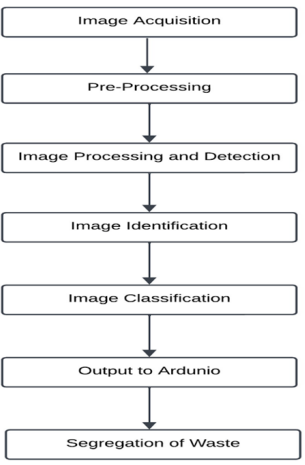 Image Acquisition
Pre-Processing
Image Processing and Detection
Image Identification
Image Classification
Output to Ardunio
Segregation of Waste